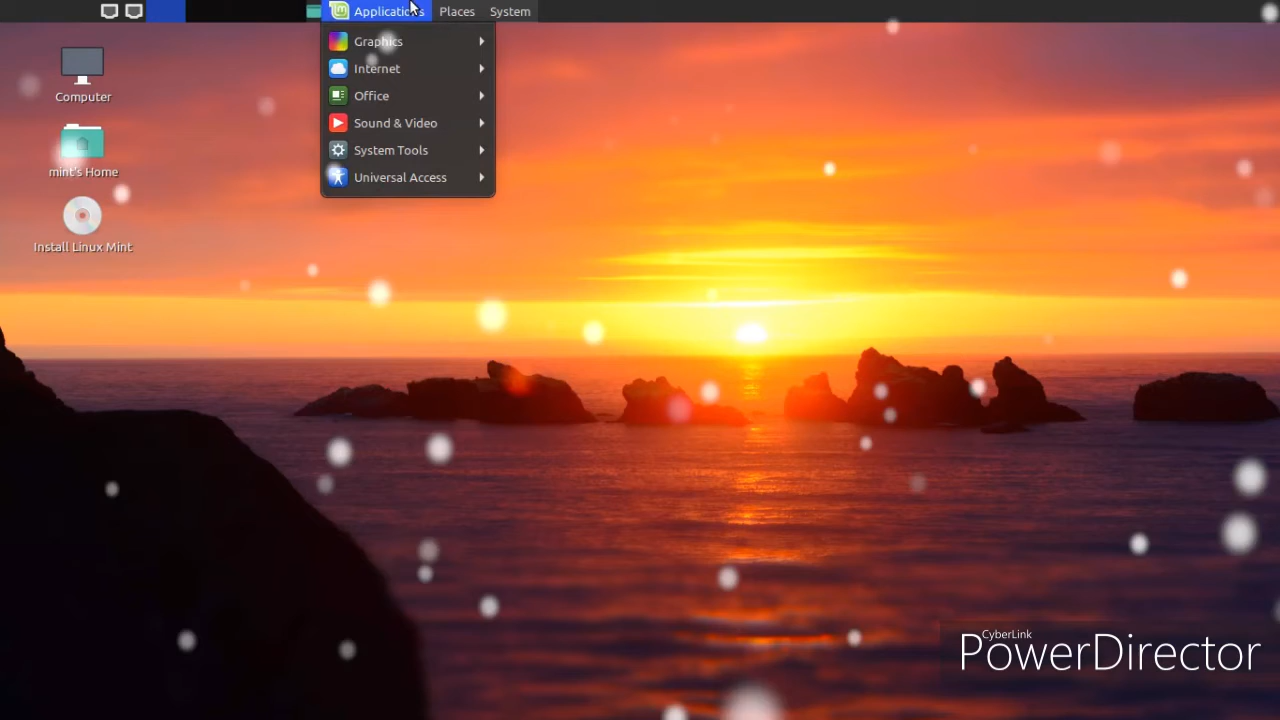 Applications Places System
Graphics
Internet
Office
Sound & Video
System Tools
Universal Access
Computer
mint's Home
Install Linux Mint
CyberLink
PowerDirector